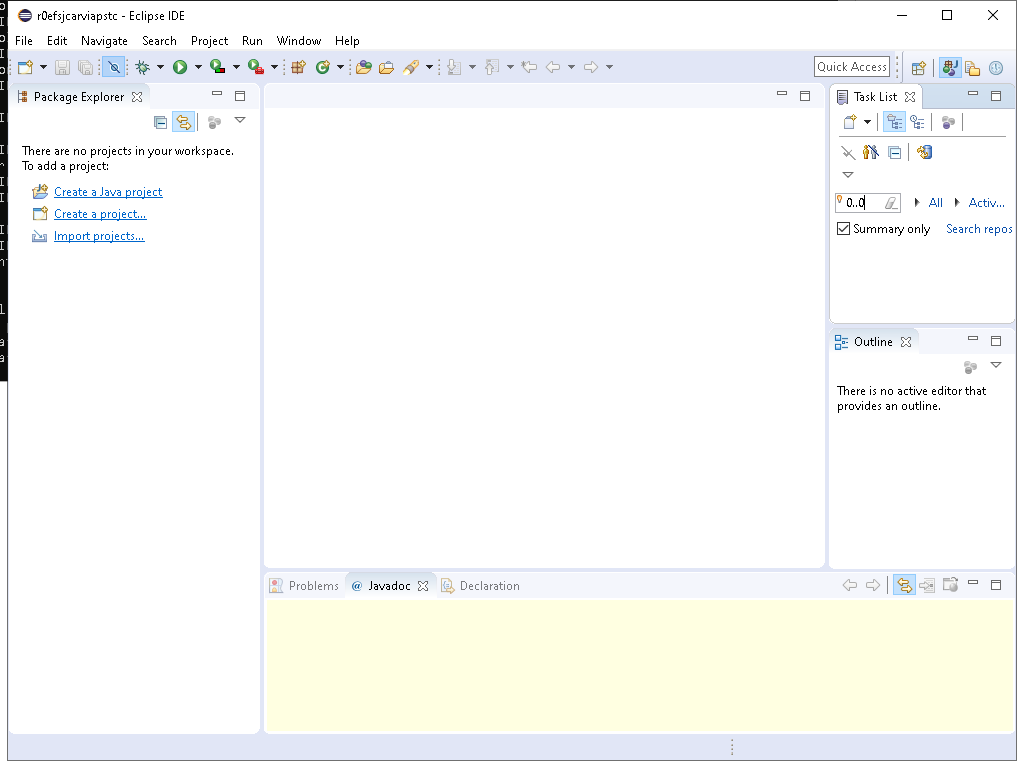 r0efsjcarviapstc - Eclipse IDE
File Edit Navigate Search Project Run Window Help
Quick Access
Package Explorer
Task List
There are no projects in your workspace.
To add a project:
Create a Java project
Create a project...
Import projects...
0..0
All
Activ...
Summary only
Search repos
Outline
There is no active editor that
provides an outline.
Problems
@ Javadoc
Declaration